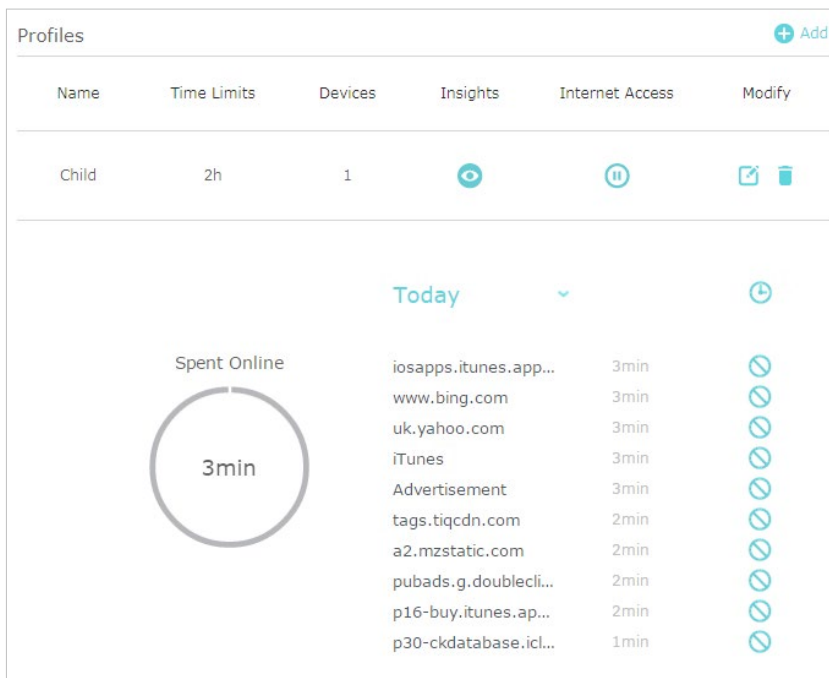 Profiles Add
Name Time Limits Devices Insights Internet Access Modify
Child 2h 1
Today
Spent Online
3min
iosapps.itunes.app... 3min
www.bing.com 3min
uk.yahoo.com 3min
iTunes 3min
Advertisement 3min
tags.tiqcdn.com 2min
a2.mzstatic.com 2min
pubads.g.doublecli... 2min
p16-buy.itunes.ap... 2min
p30-ckdatabase.icl... 1min